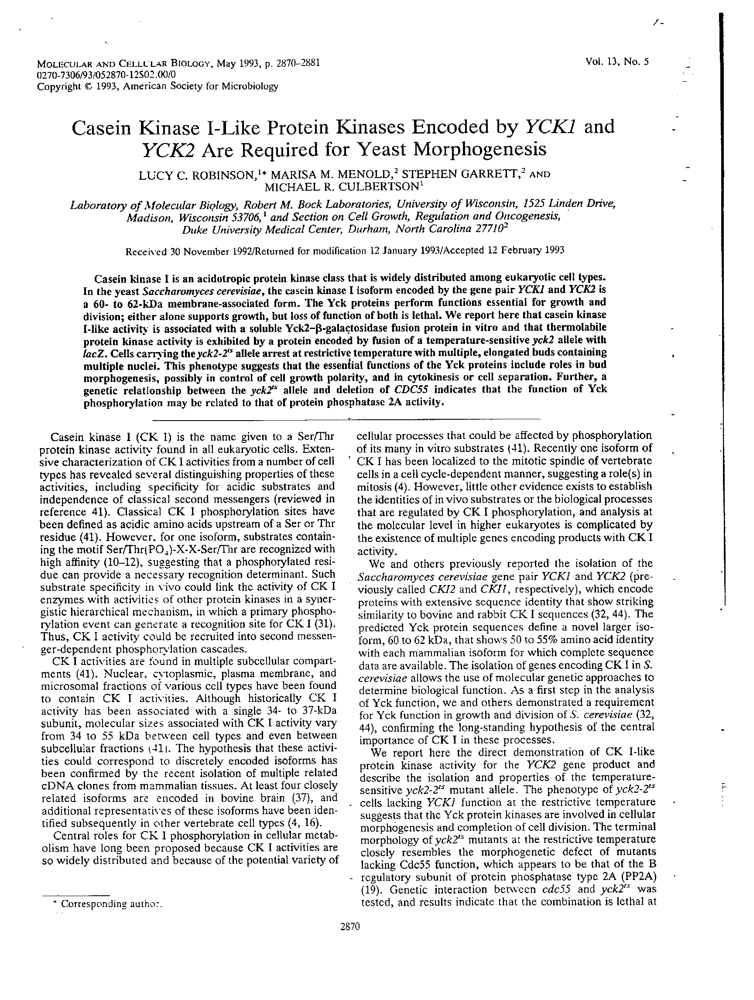 MOLECULAR AND CELLULAR BIOLOGY, May 1993, p. 2870–2881
0270-7306/93/052870-12$02.00/0
Copyright © 1993, American Society for Microbiology
Vol. 13, No. 5
Casein Kinase I-Like Protein Kinases Encoded by YCK1 and
YCK2 Are Required for Yeast Morphogenesis
LUCY C. ROBINSON,1* MARISA M. MENOLD,2 STEPHEN GARRETT,2 AND
MICHAEL R. CULBERTSON1
Laboratory of Molecular Biology, Robert M. Bock Laboratories, University of Wisconsin, 1525 Linden Drive,
Madison, Wisconsin 53706,1 and Section on Cell Growth, Regulation and Oncogenesis,
Duke University Medical Center, Durham, North Carolina 277102
Received 30 November 1992/Returned for modification 12 January 1993/Accepted 12 February 1993
Casein kinase I is an acidotropic protein kinase class that is widely distributed among eukaryotic cell types.
In the yeast Saccharomyces cerevisiae, the casein kinase I isoform encoded by the gene pair YCK1 and YCK2 is
a 60- to 62-kDa membrane-associated form. The Yck proteins perform functions essential for growth and
division; either alone supports growth, but loss of function of both is lethal. We report here that casein kinase
I-like activity is associated with a soluble Yck2–β-galactosidase fusion protein in vitro and that thermolabile
protein kinase activity is exhibited by a protein encoded by fusion of a temperature-sensitive yck2 allele with
lacZ. Cells carrying the yck2-2ts allele arrest at restrictive temperature with multiple, elongated buds containing
multiple nuclei. This phenotype suggests that the essential functions of the Yck proteins include roles in bud
morphogenesis, possibly in control of cell growth polarity, and in cytokinesis or cell separation. Further, a
genetic relationship between the yck2ts allele and deletion of CDC55 indicates that the function of Yck
phosphorylation may be related to that of protein phosphatase 2A activity.
Casein kinase I (CK I) is the name given to a Ser/Thr
protein kinase activity found in all eukaryotic cells. Exten-
sive characterization of CK I activities from a number of cell
types has revealed several distinguishing properties of these
activities, including specificity for acidic substrates and
independence of classical second messengers (reviewed in
reference 41). Classical CK I phosphorylation sites have
been defined as acidic amino acids upstream of a Ser or Thr
residue (41). However, for one isoform, substrates contain-
ing the motif Ser/Thr(PO4)-X-X-Ser/Thr are recognized with
high affinity (10–12), suggesting that a phosphorylated resi-
due can provide a necessary recognition determinant. Such
substrate specificity in vivo could link the activity of CK I
enzymes with activities of other protein kinases in a syner-
gistic hierarchical mechanism, in which a primary phospho-
rylation event can generate a recognition site for CK I (31).
Thus, CK I activity could be recruited into second messen-
ger-dependent phosphorylation cascades.
CK I activities are found in multiple subcellular compart-
ments (41). Nuclear, cytoplasmic, plasma membrane, and
microsomal fractions of various cell types have been found
to contain CK I activities. Although historically CK I
activity has been associated with a single 34- to 37-kDa
subunit, molecular sizes associated with CK I activity vary
from 34 to 55 kDa between cell types and even between
subcellular fractions (41). The hypothesis that these activi-
ties could correspond to discretely encoded isoforms has
been confirmed by the recent isolation of multiple related
cDNA clones from mammalian tissues. At least four closely
related isoforms are encoded in bovine brain (37), and
additional representatives of these isoforms have been iden-
tified subsequently in other vertebrate cell types (4, 16).
Central roles for CK I phosphorylation in cellular metab-
olism have long been proposed because CK I activities are
so widely distributed and because of the potential variety of
* Corresponding author.
cellular processes that could be affected by phosphorylation
of its many in vitro substrates (41). Recently one isoform of
CK I has been localized to the mitotic spindle of vertebrate
cells in a cell cycle-dependent manner, suggesting a role(s) in
mitosis (4). However, little other evidence exists to establish
the identities of in vivo substrates or the biological processes
that are regulated by CK I phosphorylation, and analysis at
the molecular level in higher eukaryotes is complicated by
the existence of multiple genes encoding products with CK I
activity.
We and others previously reported the isolation of the
Saccharomyces cerevisiae gene pair YCK1 and YCK2 (pre-
viously called CKI2 and CKI1, respectively), which encode
proteins with extensive sequence identity that show striking
similarity to bovine and rabbit CK I sequences (32, 44). The
predicted Yck protein sequences define a novel larger iso-
form, 60 to 62 kDa, that shows 50 to 55% amino acid identity
with each mammalian isoform for which complete sequence
data are available. The isolation of genes encoding CK I in S.
cerevisiae allows the use of molecular genetic approaches to
determine biological function. As a first step in the analysis
of Yck function, we and others demonstrated a requirement
for Yck function in growth and division of S. cerevisiae (32,
44), confirming the long-standing hypothesis of the central
importance of CK I in these processes.
We report here the direct demonstration of CK I-like
protein kinase activity for the YCK2 gene product and
describe the isolation and properties of the temperature-
sensitive yck2-2ts mutant allele. The phenotype of yck2-2ts
cells lacking YCK1 function at the restrictive temperature
suggests that the Yck protein kinases are involved in cellular
morphogenesis and completion of cell division. The terminal
morphology of yck2ts mutants at the restrictive temperature
closely resembles the morphogenetic defect of mutants
lacking Cdc55 function, which appears to be that of the B
regulatory subunit of protein phosphatase type 2A (PP2A)
(19). Genetic interaction between cdc55 and yck2ts was
tested, and results indicate that the combination is lethal at
2870